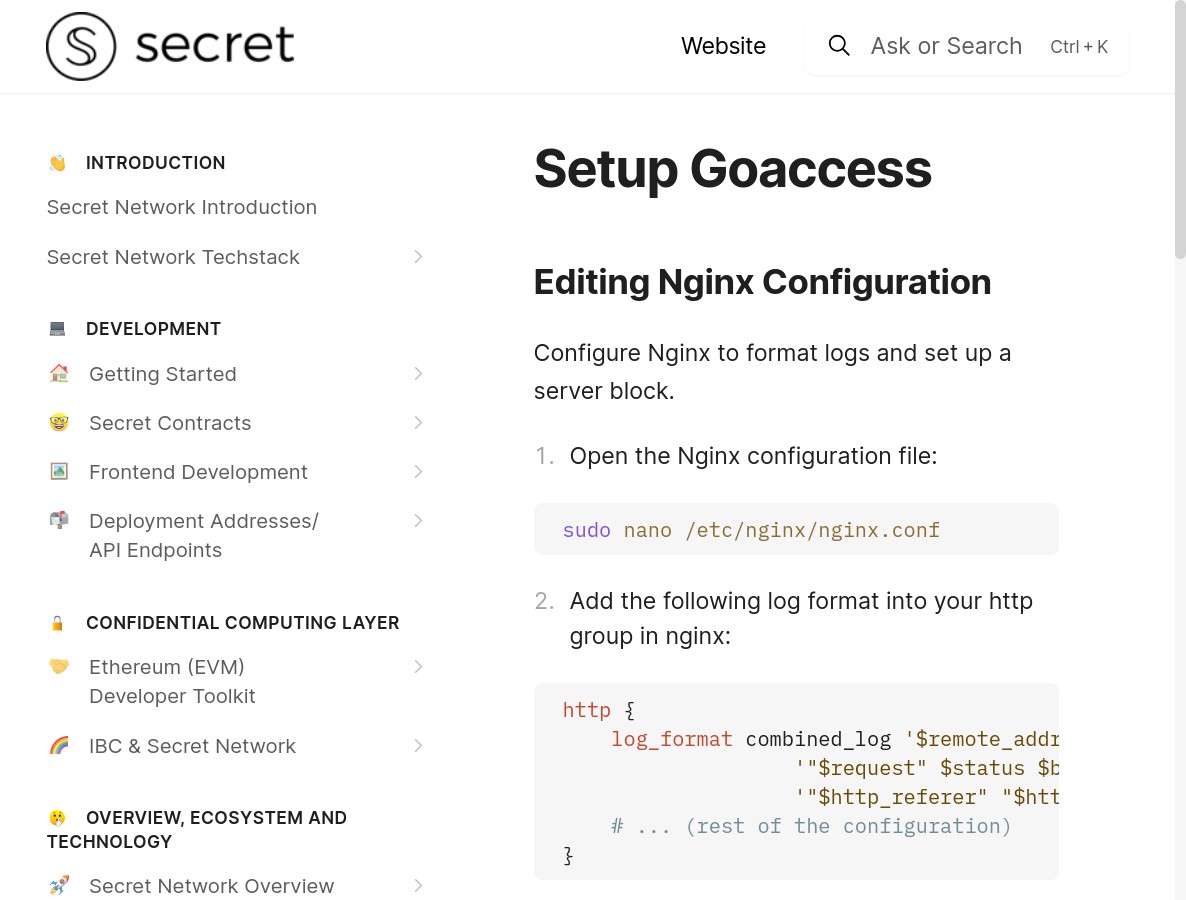 secret
Website
Ask or Search
Ctrl + K
INTRODUCTION
Secret Network Introduction
Secret Network Techstack
DEVELOPMENT
Getting Started
Secret Contracts
Frontend Development
Deployment Addresses/
API Endpoints
CONFIDENTIAL COMPUTING LAYER
Ethereum (EVM)
Developer Toolkit
IBC & Secret Network
OVERVIEW, ECOSYSTEM AND
TECHNOLOGY
Secret Network Overview
Setup Goaccess
Editing Nginx Configuration
Configure Nginx to format logs and set up a
server block.
1. Open the Nginx configuration file:
sudo nano /etc/nginx/nginx.conf
2. Add the following log format into your http
group in nginx:
http {
log_format combined_log '$remote_addr
'"$request" $status $b
'"$http_referer" "$htt
# ... (rest of the configuration)
}